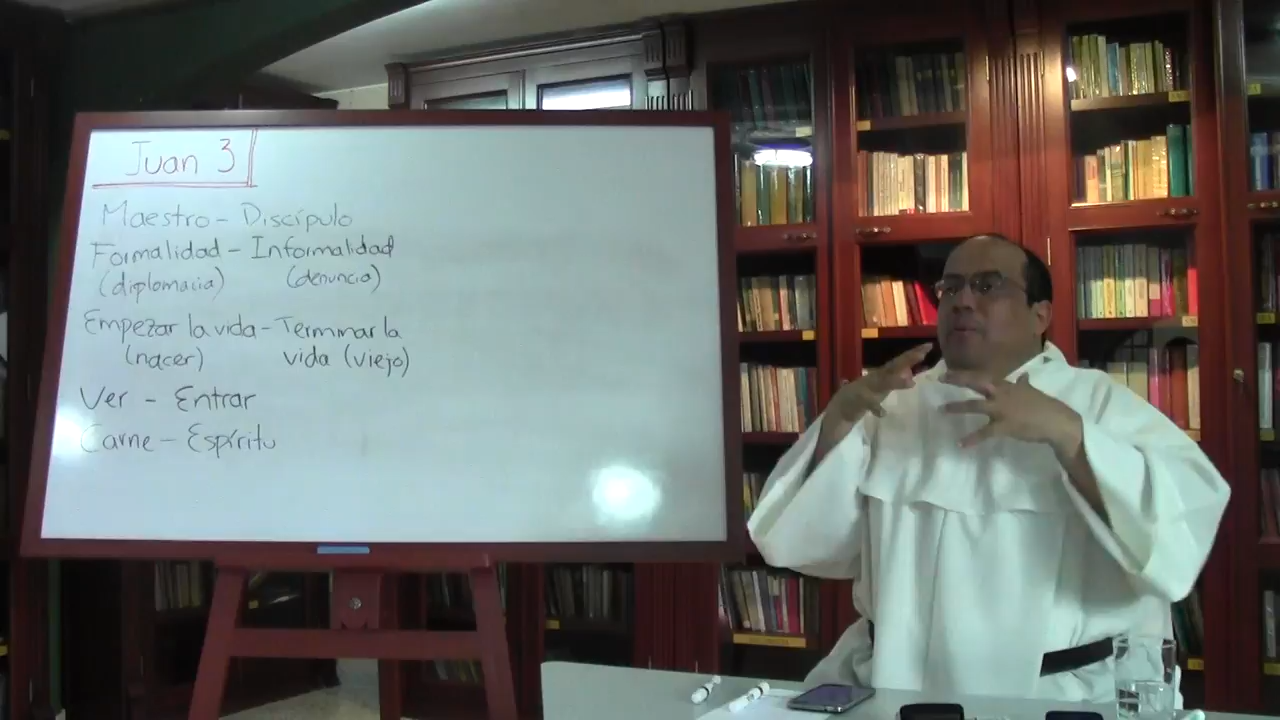 Juan 3
Maestro - Discípulo
Formalidad - Informalidad
(diplomacia) (denuncia)
Empezar la vida - Terminar la
(nacer) vida (viejo)
Ver - Entrar
Carne - Espíritu